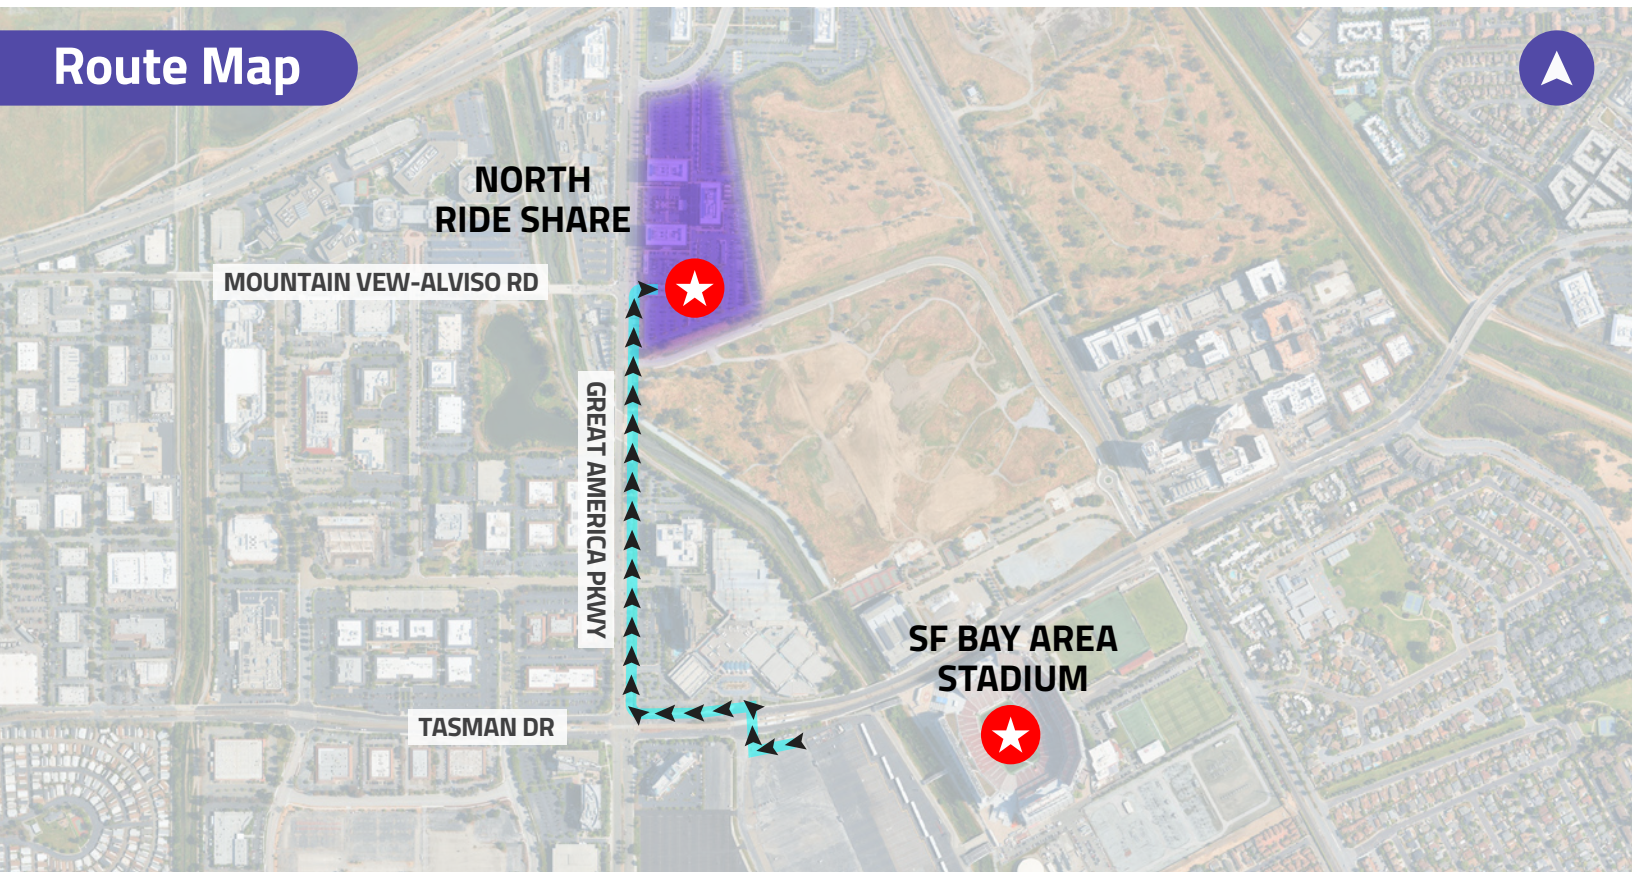 Route Map
NORTH
RIDE SHARE
MOUNTAIN VEW-ALVISO RD
GREAT AMERICA PKWY
SF BAY AREA
STADIUM
TASMAN DR